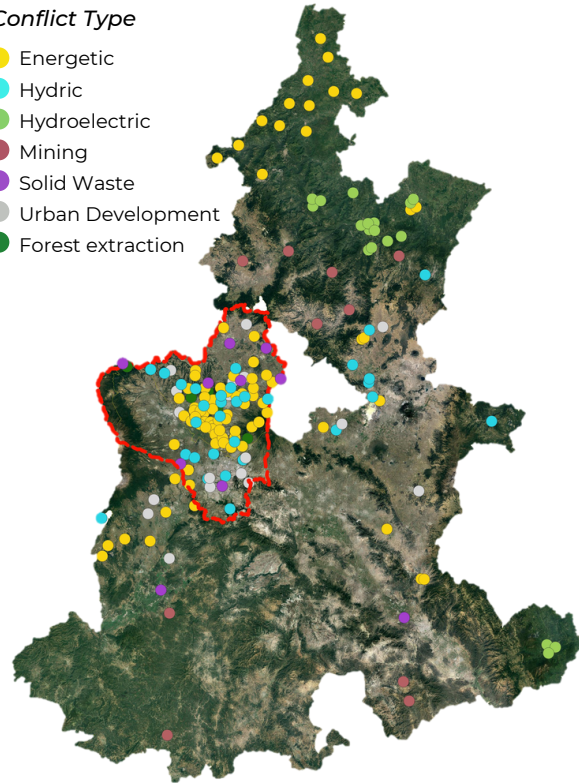 Conflict Type
Energetic
Hydric
Hydroelectric
Mining
Solid Waste
Urban Development
Forest extraction